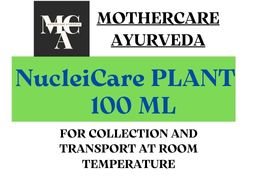 MCA
MOTHERCARE
AYURVEDA
NucleiCare PLANT
100 ML
FOR COLLECTION AND
TRANSPORT AT ROOM
TEMPERATURE